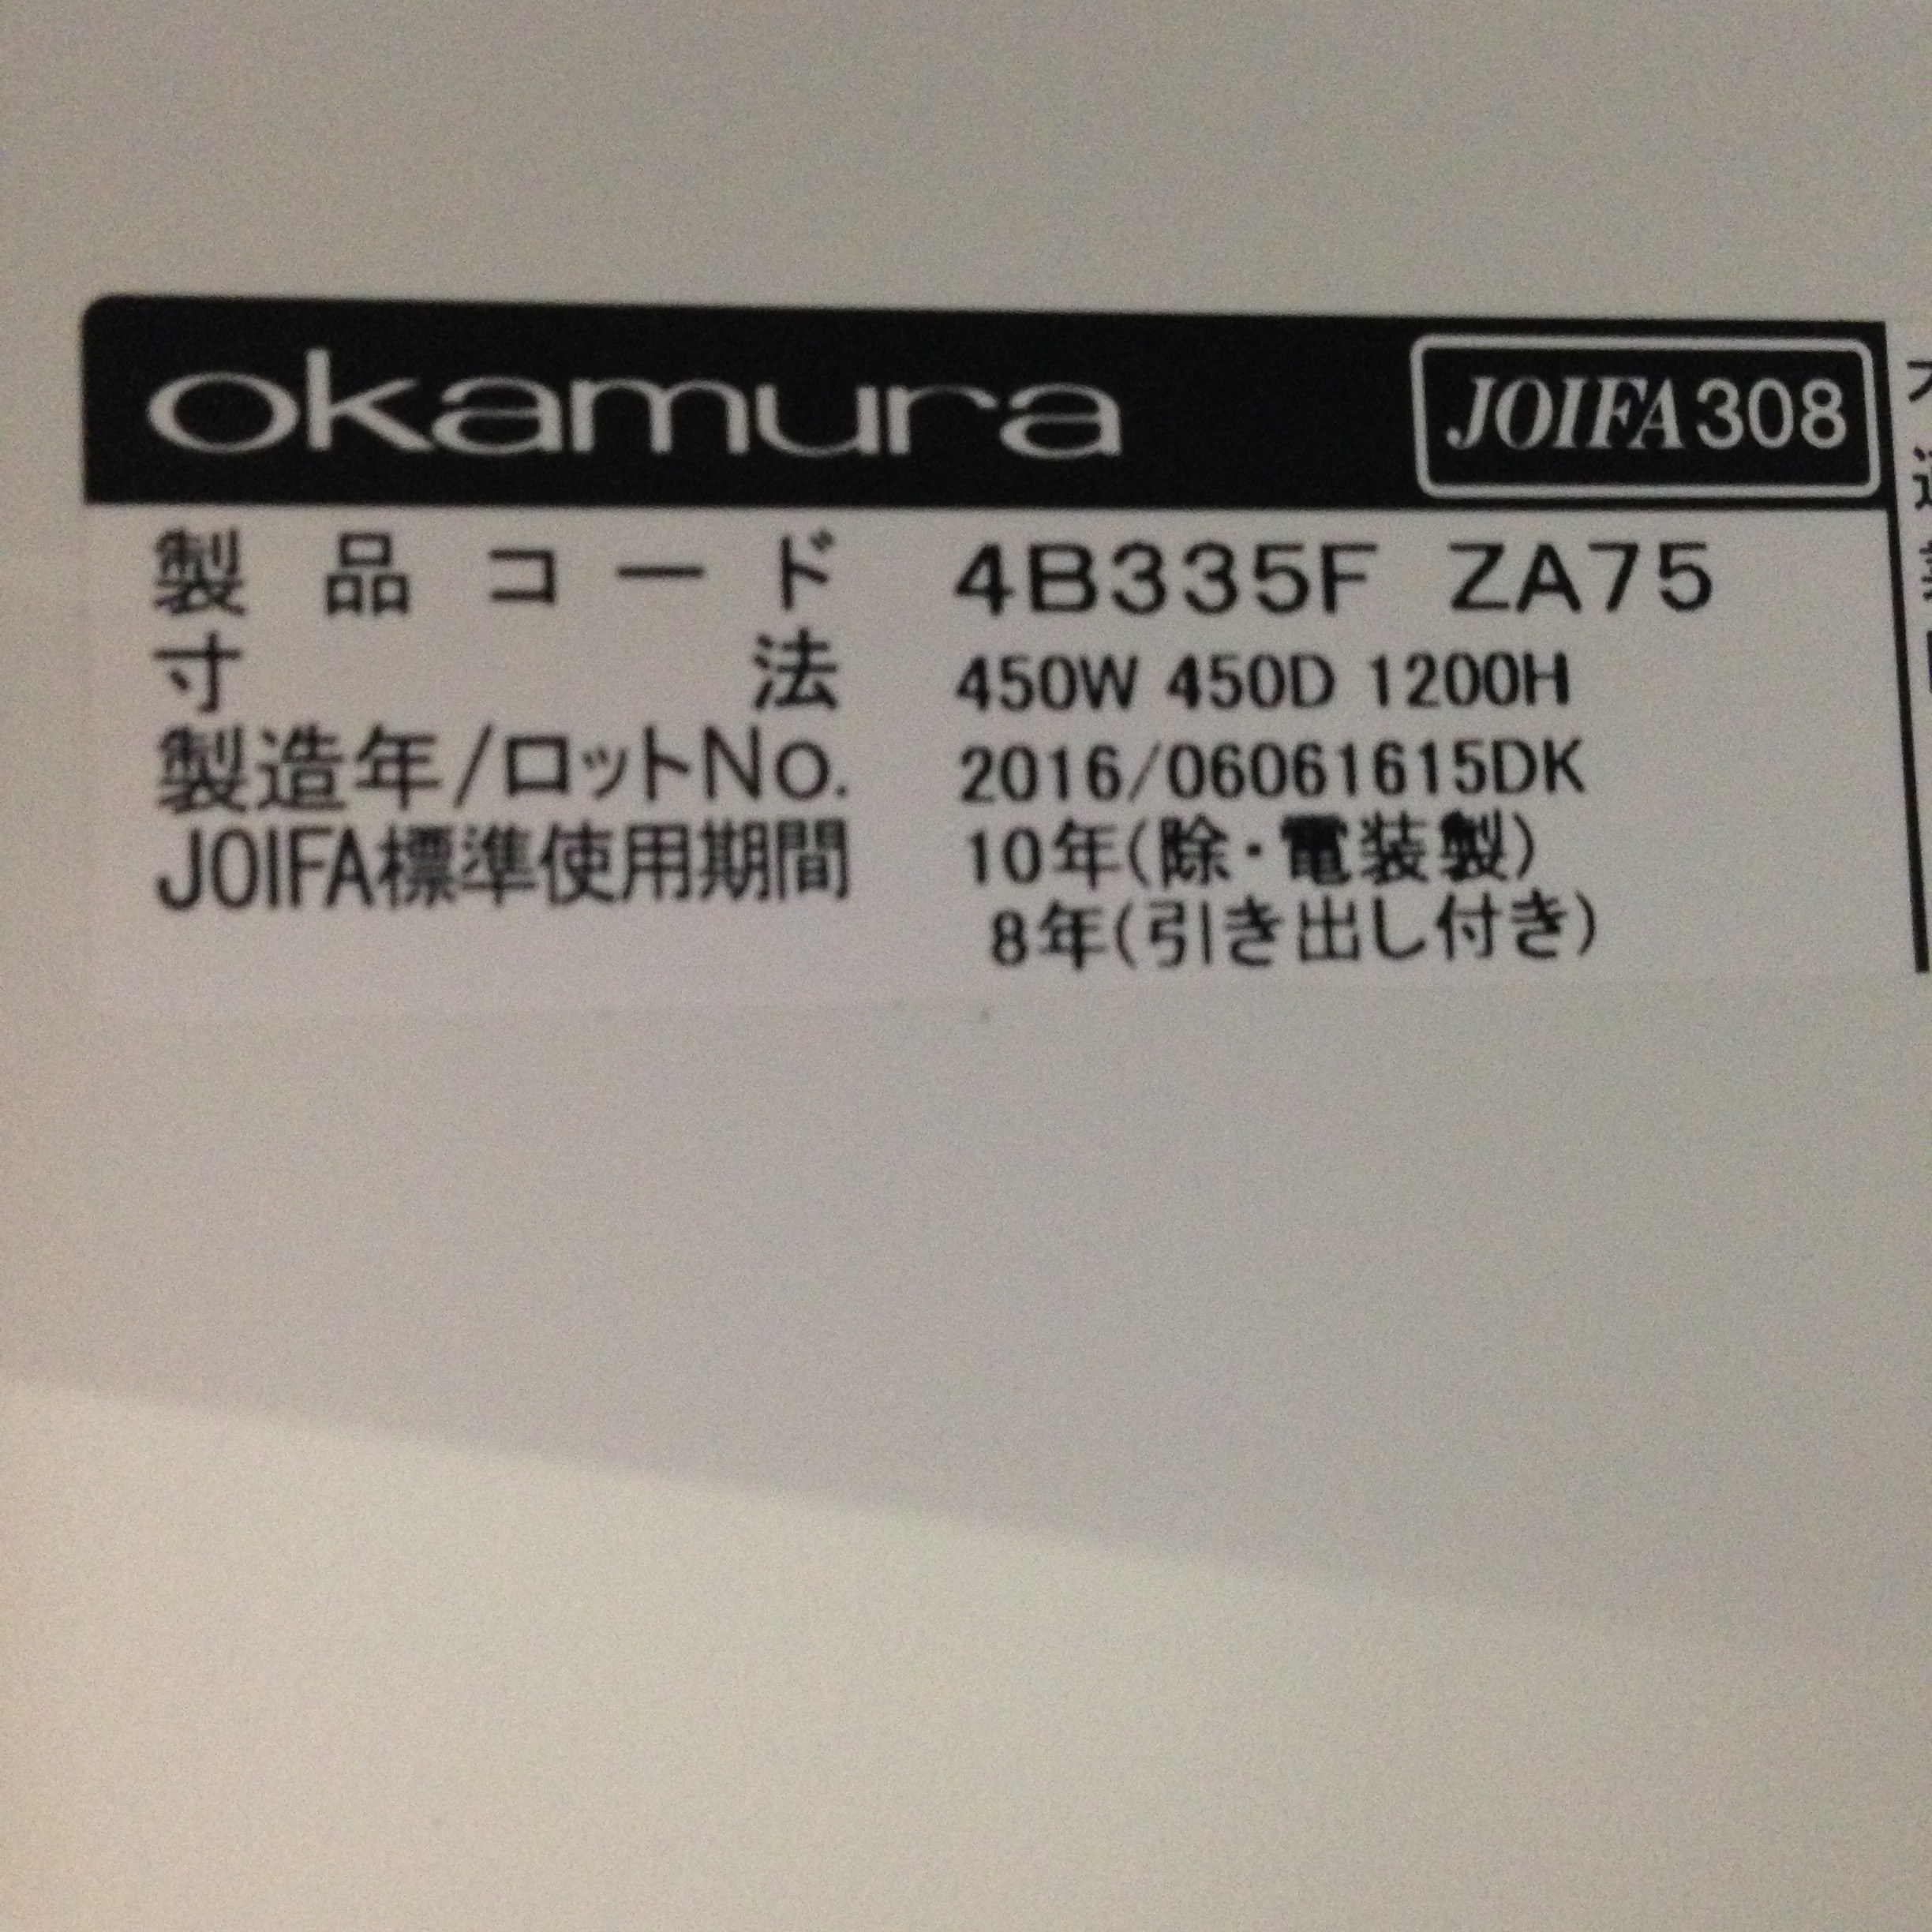 okamura JOIFA308
製品コード 4B335F ZA75
寸法 450W 450D 1200H
製造年/ロットNo. 2016/06061615DK
JOIFA標準使用期間 10年(除・電装製)
8年(引き出し付き)